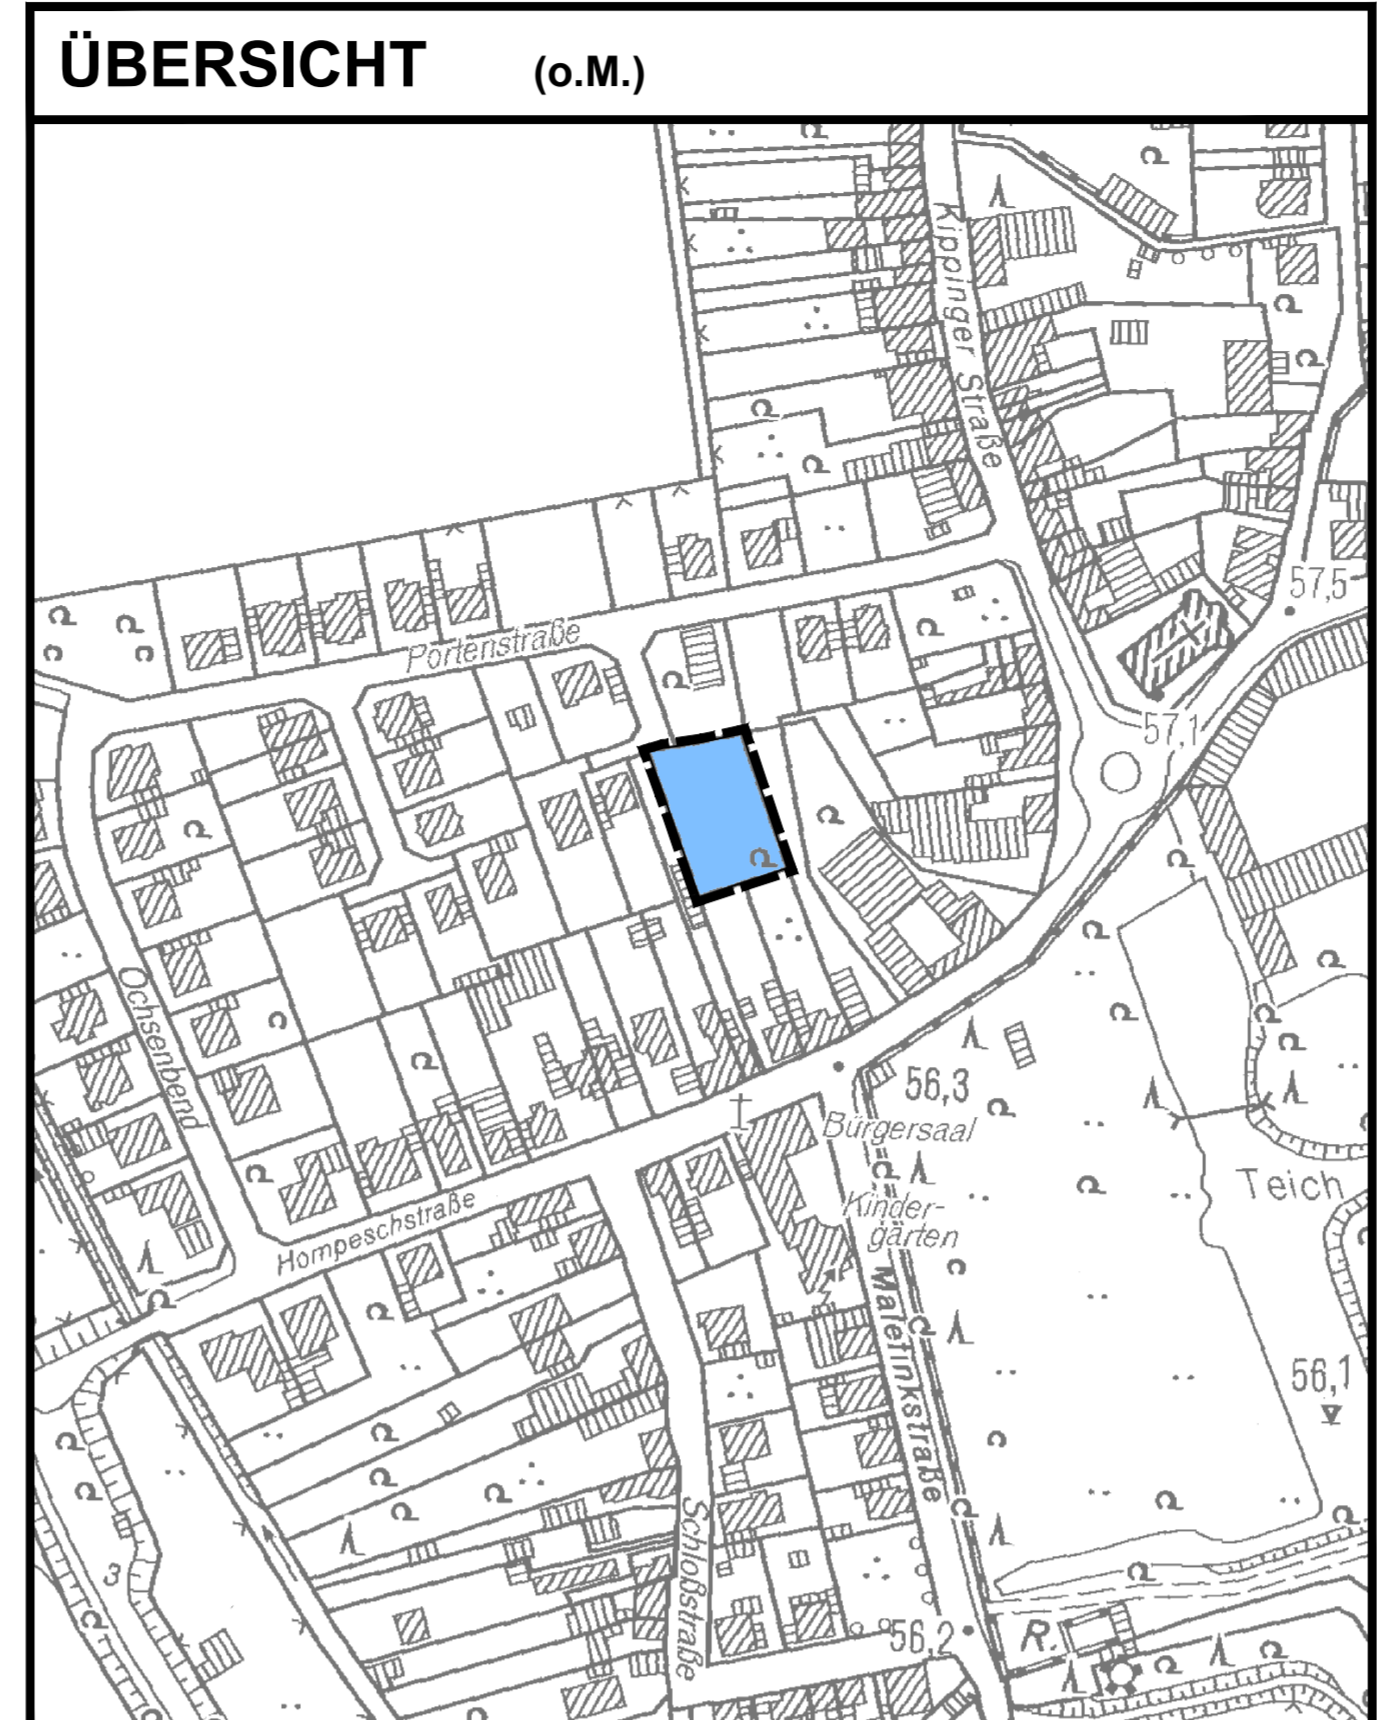 ÜBERSICHT (o.M.)
Kippinger Straße
57,5
Portenstraße
57,1
Ochsenbend
56,3
Bürgersaal
Kinder-
gärten
Teich
Hompeschstraße
Malefinkstraße
56,1
Schloßstraße
3
56,2
R.